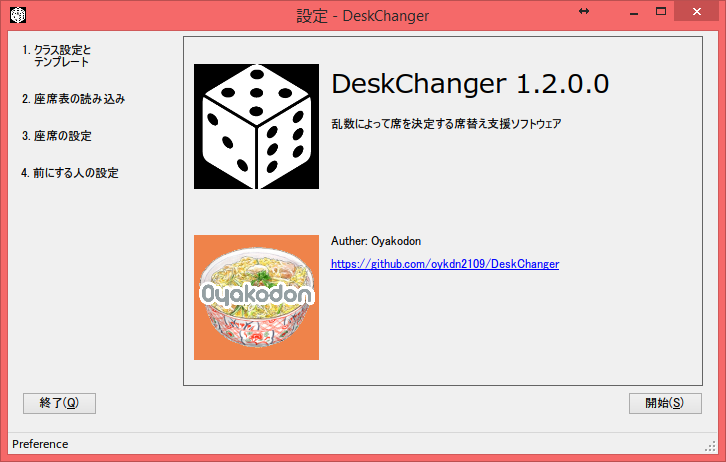 設定 - DeskChanger
1. クラス設定と
テンプレート
2. 座席表の読み込み
3. 座席の設定
4. 前にする人の設定
DeskChanger 1.2.0.0
乱数によって席を決定する席替え支援ソフトウェア
Oyakodon
Auther: Oyakodon
https://github.com/oykdn2109/DeskChanger
終了(Q)
開始(S)
Preference